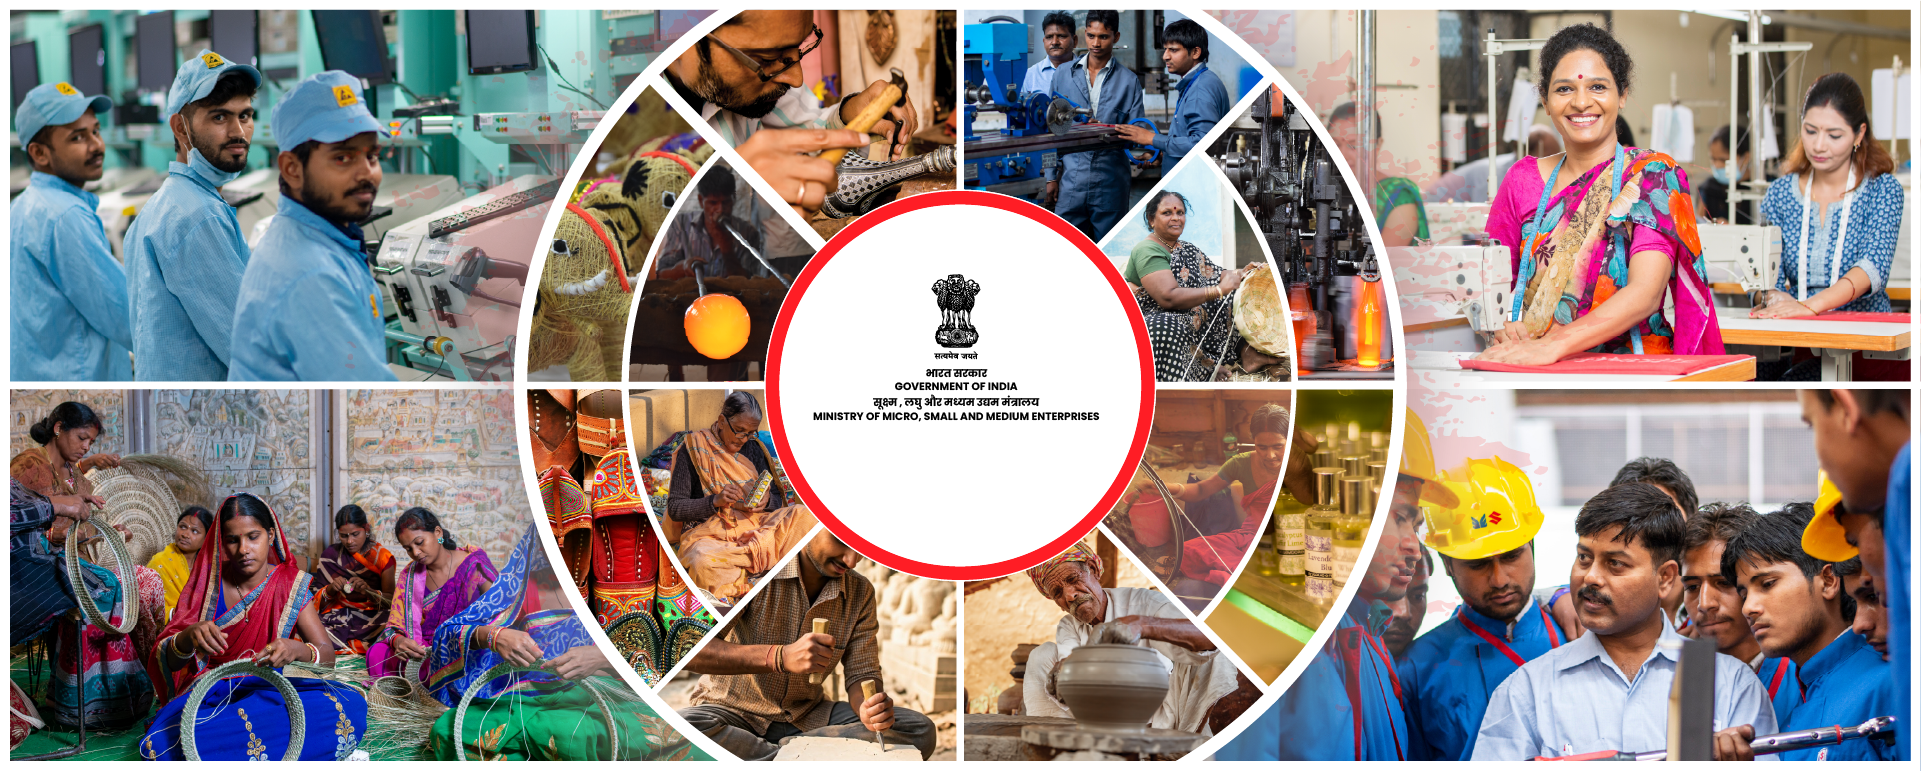 सत्यमेव जयते
भारत सरकार
GOVERNMENT OF INDIA
सूक्ष्म , लघु और मध्यम उद्यम मंत्रालय
MINISTRY OF MICRO, SMALL AND MEDIUM ENTERPRISES